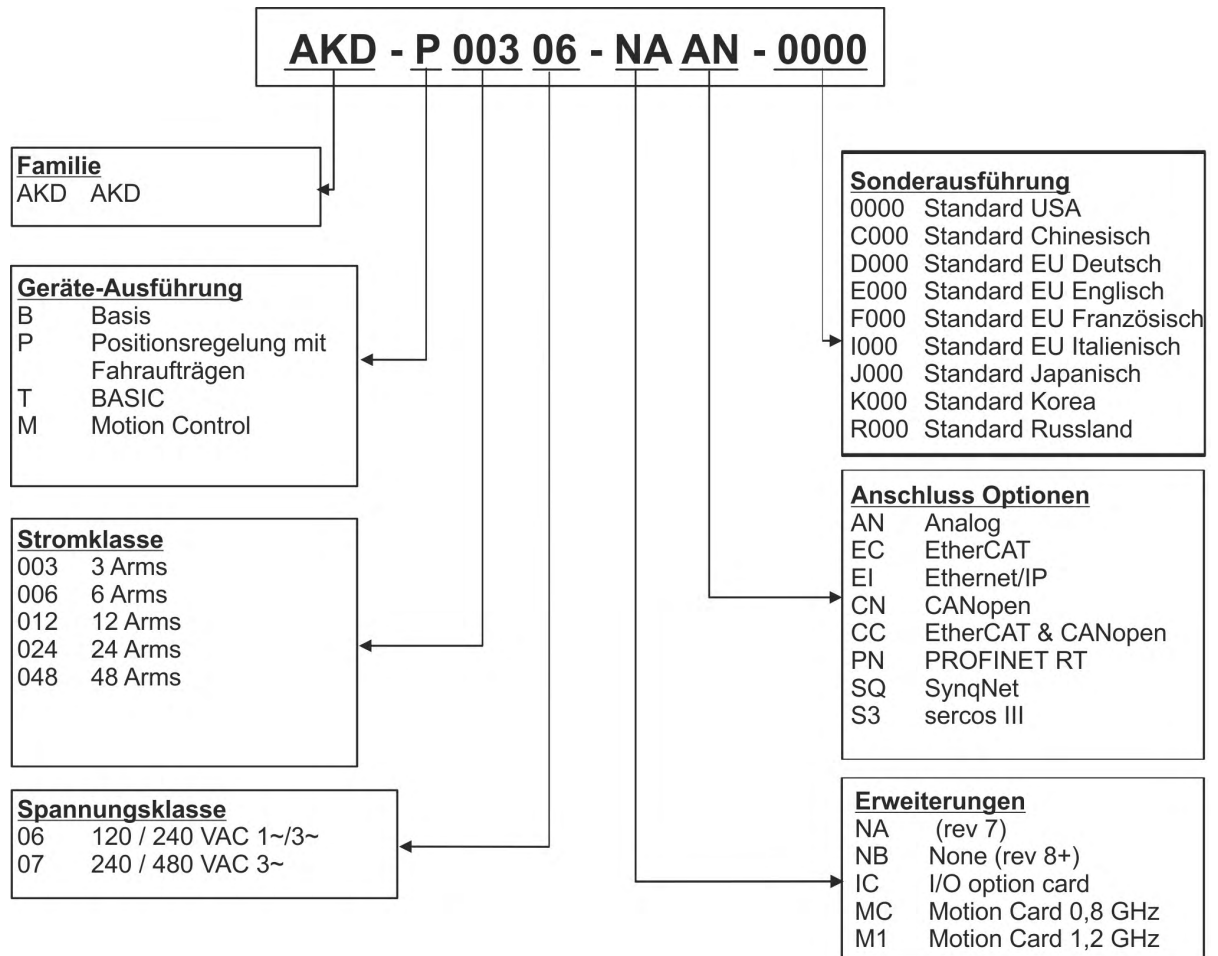 AKD - P 003 06 - NA AN - 0000
Familie
AKD AKD
Geräte-Ausführung
B Basis
P Positionsregelung mit
Fahraufträgen
T BASIC
M Motion Control
Stromklasse
003 3 Arms
006 6 Arms
012 12 Arms
024 24 Arms
048 48 Arms
Spannungsklasse
06 120 / 240 VAC 1~/3~
07 240 / 480 VAC 3~
Sonderausführung
0000 Standard USA
C000 Standard Chinesisch
D000 Standard EU Deutsch
E000 Standard EU Englisch
F000 Standard EU Französisch
I000 Standard EU Italienisch
J000 Standard Japanisch
K000 Standard Korea
R000 Standard Russland
Anschluss Optionen
AN Analog
EC EtherCAT
EI Ethernet/IP
CN CANopen
CC EtherCAT & CANopen
PN PROFINET RT
SQ SynqNet
S3 sercos III
Erweiterungen
NA (rev 7)
NB None (rev 8+)
IC I/O option card
MC Motion Card 0,8 GHz
M1 Motion Card 1,2 GHz